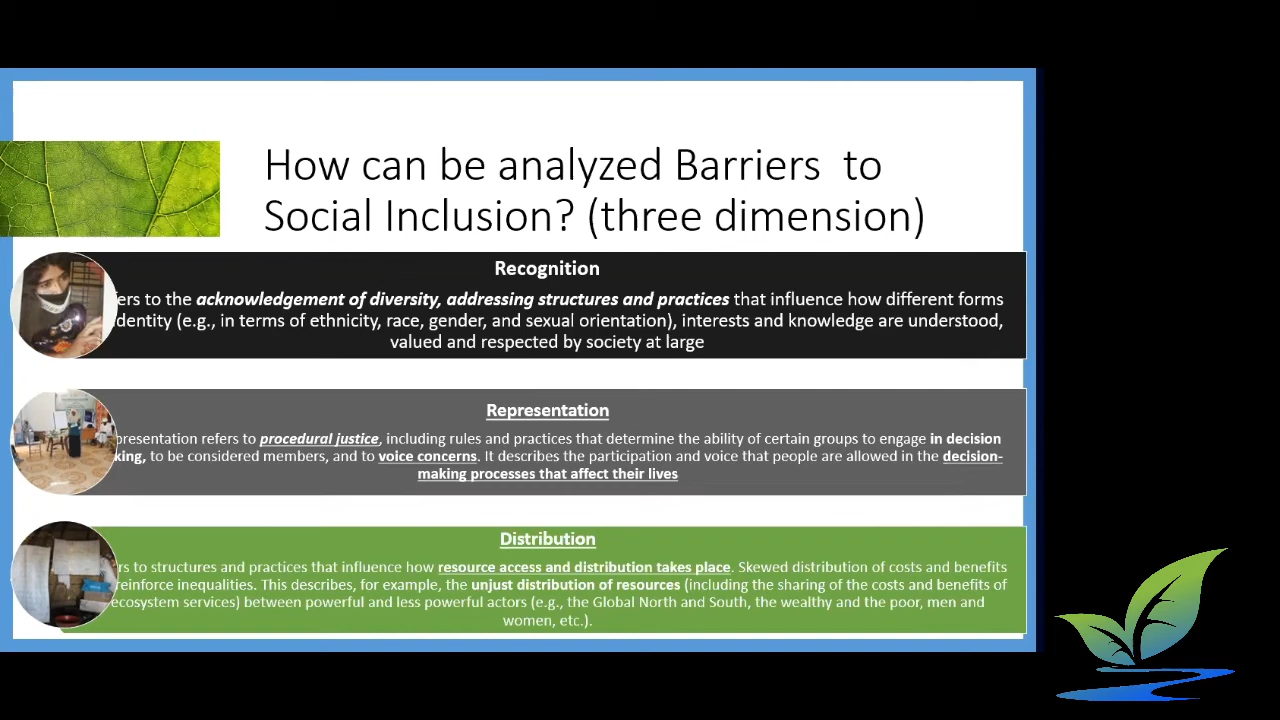 How can be analyzed Barriers  to
Social Inclusion? (three dimension)
Recognition
ers to the acknowledgement of diversity, addressing structures and practices that influence how different forms
dentity (e.g., in terms of ethnicity, race, gender, and sexual orientation), interests and knowledge are understood,
valued and respected by society at large
Representation
presentation refers to procedural justice, including rules and practices that determine the ability of certain groups to engage in decision
king, to be considered members, and to voice concerns. It describes the participation and voice that people are allowed in the decision-
making processes that affect their lives
Distribution
rs to structures and practices that influence how resource access and distribution takes place. Skewed distribution of costs and benefits
reinforce inequalities. This describes, for example, the unjust distribution of resources (including the sharing of the costs and benefits of
ecosystem services) between powerful and less powerful actors (e.g., the Global North and South, the wealthy and the poor, men and
women, etc.).